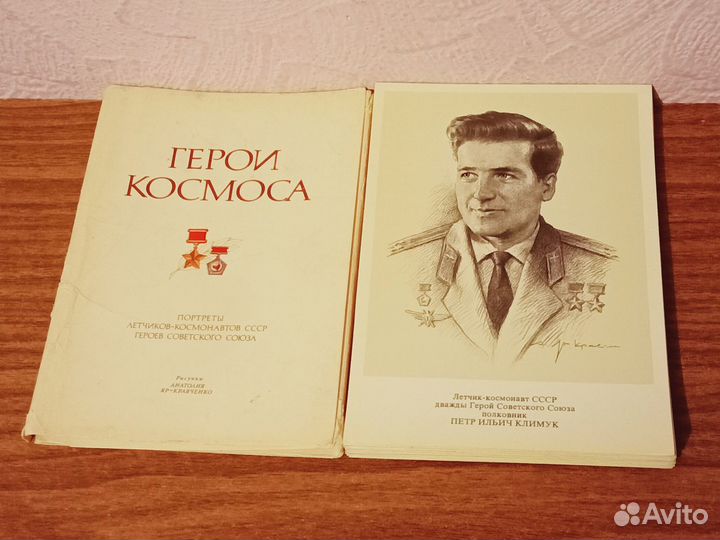 ГЕРОИ
КОСМОСА
ПОРТРЕТЫ
ЛЕТЧИКОВ-КОСМОНАВТОВ СССР
ГЕРОЕВ СОВЕТСКОГО СОЮЗА
Рисунки
АНАТОЛИЯ
ЯР-КРАВЧЕНКО
Летчик-космонавт СССР
дважды Герой Советского Союза
полковник
ПЕТР ИЛЬИЧ КЛИМУК
Avito